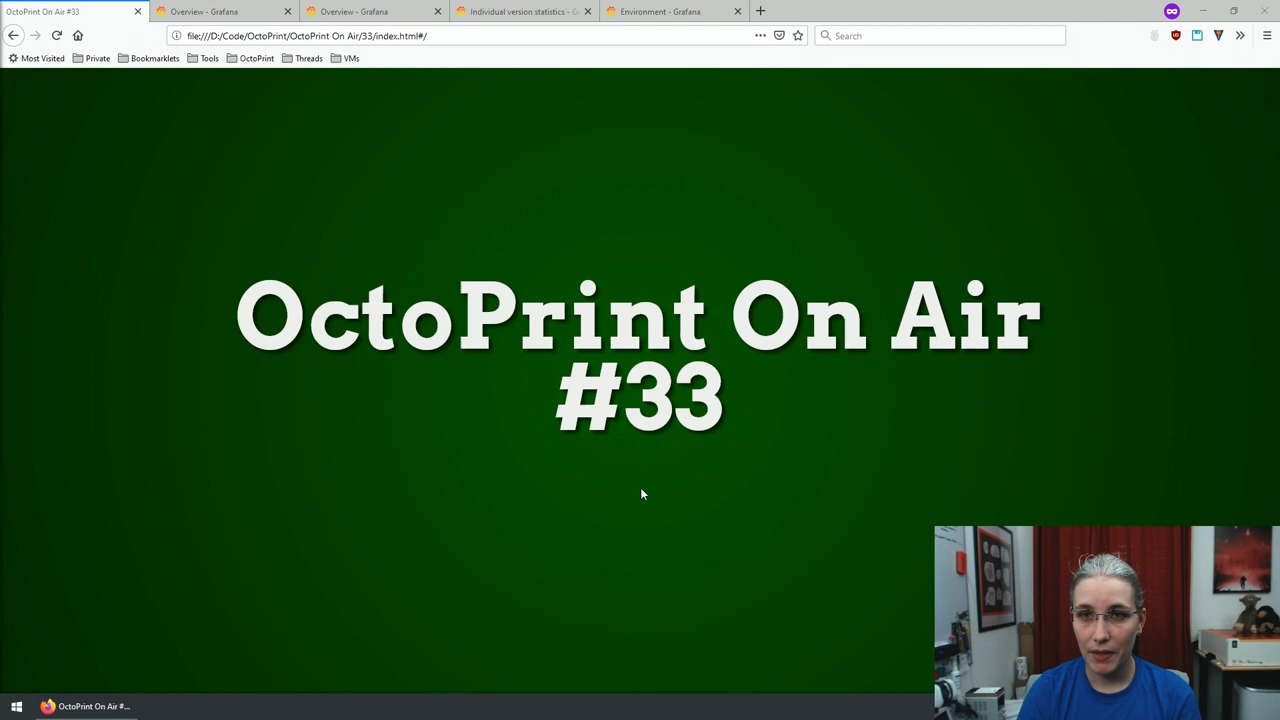 OctoPrint On Air #33
Overview - Grafana
Overview - Grafana
Individual version statistics - G
Environment - Grafana
file:///D:/Code/OctoPrint/OctoPrint On Air/33/index.html#/
Search
Most Visited
Private
Bookmarklets
Tools
OctoPrint
Threads
VMs
OctoPrint On Air
#33
OctoPrint On Air #...